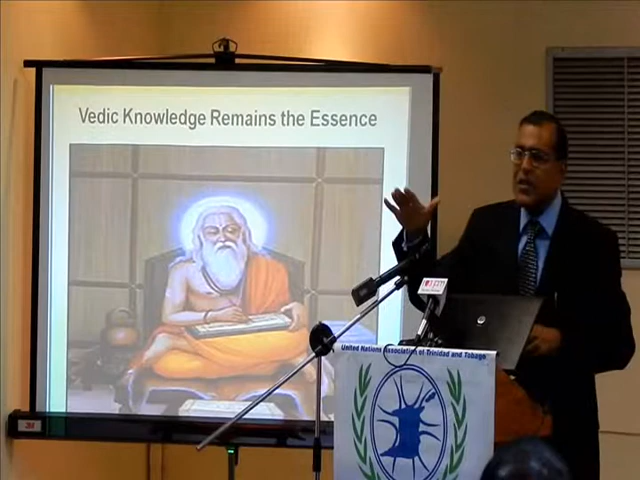 Vedic Knowledge Remains the Essence
United Nations Association of Trinidad and Tobago